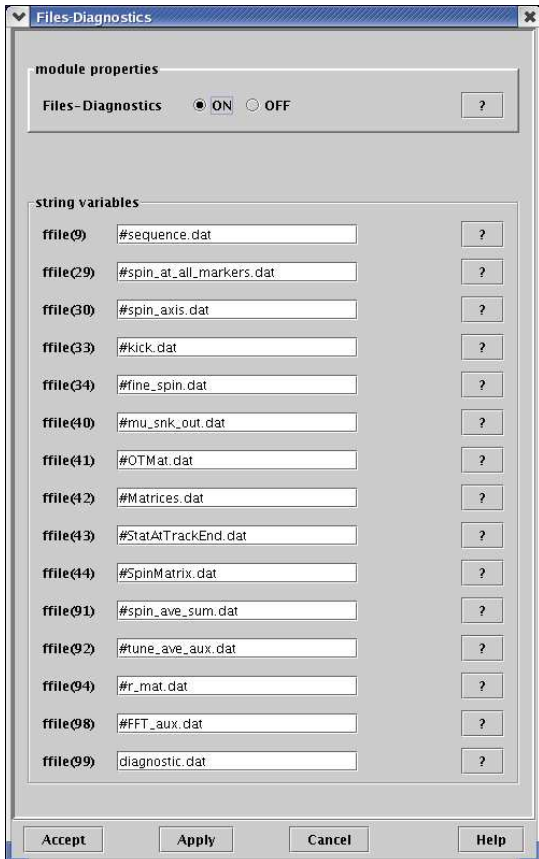 Files-Diagnostics
module properties
Files-Diagnostics ON OFF ?
string variables
ffile(9) #sequence.dat ?
ffile(29) #spin_at_all_markers.dat ?
ffile(30) #spin_axis.dat ?
ffile(33) #kick.dat ?
ffile(34) #fine_spin.dat ?
ffile(40) #mu_snk_out.dat ?
ffile(41) #OTMat.dat ?
ffile(42) #Matrices.dat ?
ffile(43) #StatAtTrackEnd.dat ?
ffile(44) #SpinMatrix.dat ?
ffile(91) #spin_ave_sum.dat ?
ffile(92) #tune_ave_aux.dat ?
ffile(94) #r_mat.dat ?
ffile(98) #FFT_aux.dat ?
ffile(99) diagnostic.dat ?
Accept Apply Cancel Help